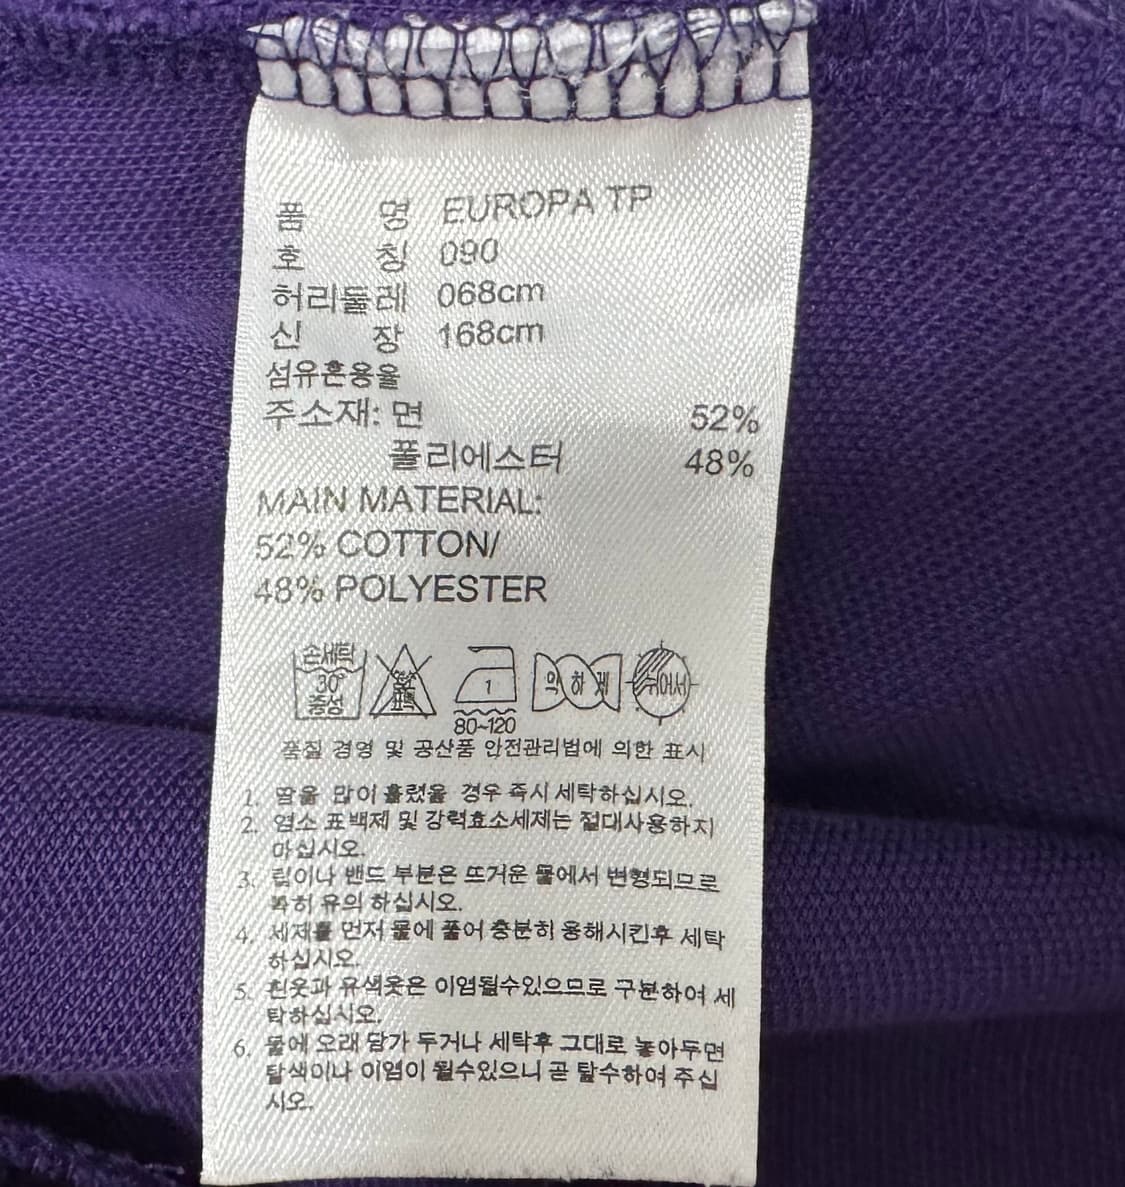 품 명 EUROPA TP
호 칭 090
허리둘레 068cm
신 장 168cm
섬유혼용율
주소재: 면 52%
폴리에스터 48%
MAIN MATERIAL:
52% COTTON/
48% POLYESTER
손세탁 30° 중성
염소 표백
1
80~120
약하게
뉘어서
품질 경영 및 공산품 안전관리법에 의한 표시
1. 땀을 많이 흘렸을 경우 즉시 세탁하십시오.
2. 염소 표백제 및 강력효소세제는 절대사용하지
마십시오.
3. 립이나 밴드 부분은 뜨거운 물에서 변형되므로
특히 유의 하십시오.
4. 세제를 먼저 물에 풀어 충분히 용해시킨후 세탁
하십시오.
5. 흰옷과 유색옷은 이염될수있으므로 구분하여 세
탁하십시오.
6. 물에 오래 담가 두거나 세탁후 그대로 놓아두면
탈색이나 이염이 될수있으니 곧 탈수하여 주십
시오.